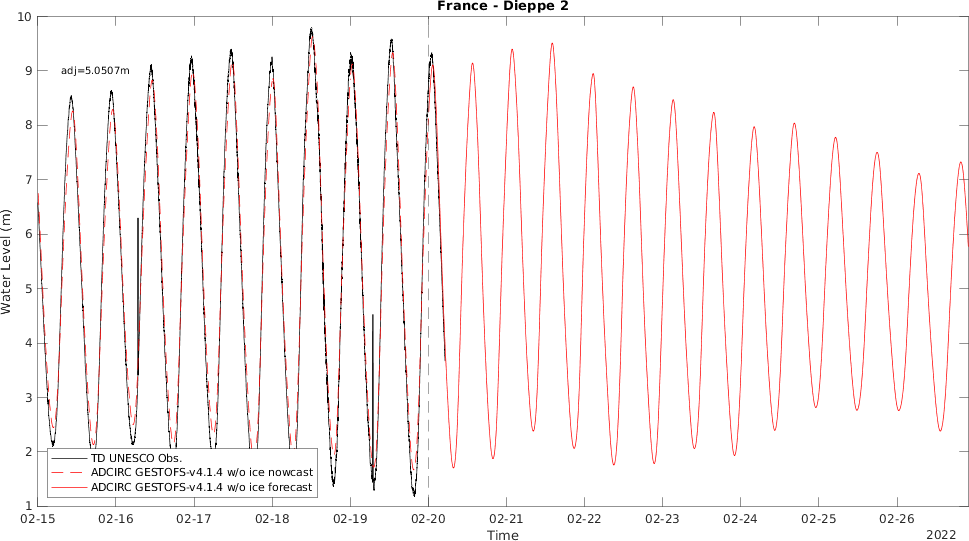 France - Dieppe 2
10
9
8
7
6
5
4
3
2
1
Water Level (m)
adj=5.0507m
TD UNESCO Obs.
ADCIRC GESTOFS-v4.1.4 w/o ice nowcast
ADCIRC GESTOFS-v4.1.4 w/o ice forecast
02-15 02-16 02-17 02-18 02-19 02-20 02-21 02-22 02-23 02-24 02-25 02-26
Time
2022